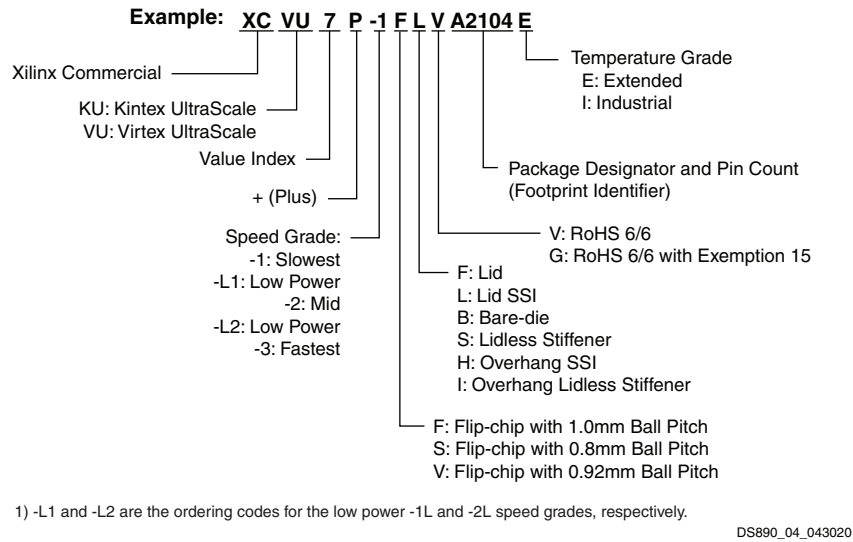 Example: XC VU 7 P -1 F L V A2104 E
Xilinx Commercial
KU: Kintex UltraScale
VU: Virtex UltraScale
Value Index
+ (Plus)
Speed Grade:
-1: Slowest
-L1: Low Power
-2: Mid
-L2: Low Power
-3: Fastest
Temperature Grade
E: Extended
I: Industrial
Package Designator and Pin Count
(Footprint Identifier)
V: RoHS 6/6
G: RoHS 6/6 with Exemption 15
F: Lid
L: Lid SSI
B: Bare-die
S: Lidless Stiffener
H: Overhang SSI
I: Overhang Lidless Stiffener
F: Flip-chip with 1.0mm Ball Pitch
S: Flip-chip with 0.8mm Ball Pitch
V: Flip-chip with 0.92mm Ball Pitch
1) -L1 and -L2 are the ordering codes for the low power -1L and -2L speed grades, respectively.
DS890_04_043020